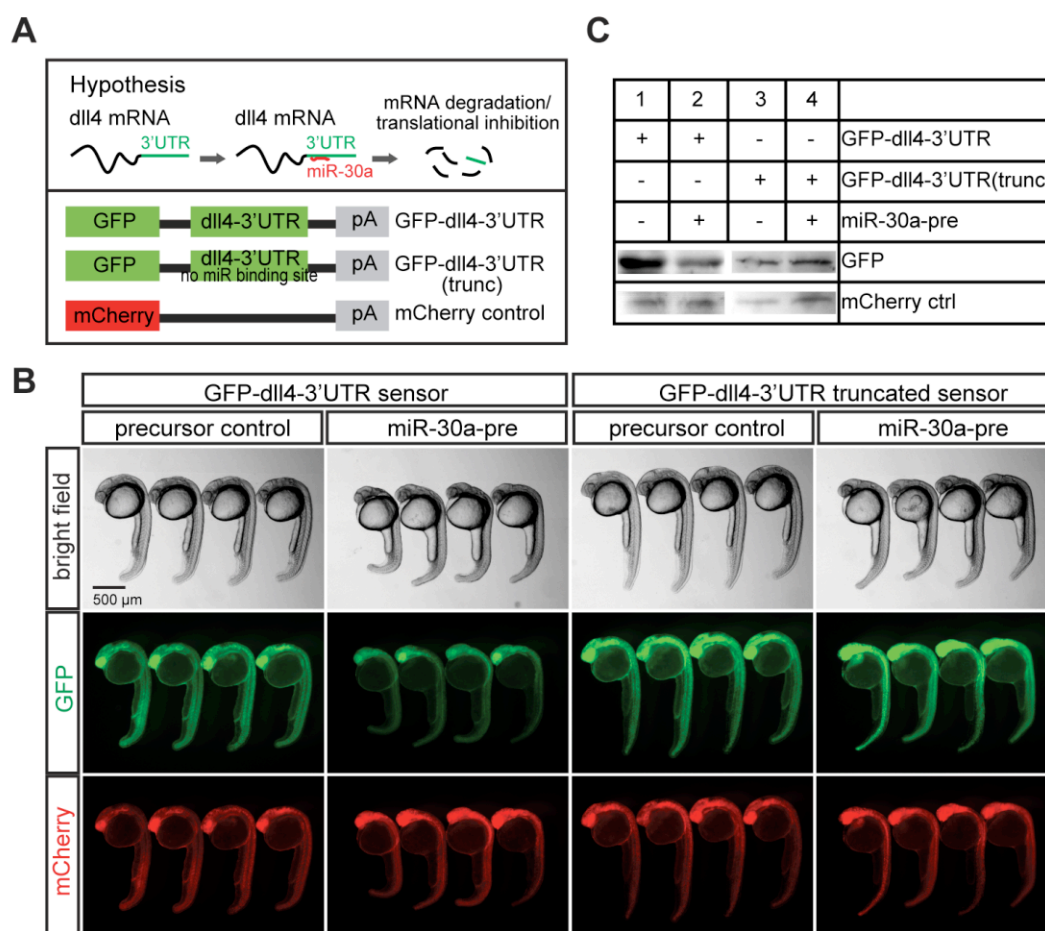 A
Hypothesis
dll4 mRNA
3'UTR
dll4 mRNA
3'UTR
miR-30a
mRNA degradation/
translational inhibition
GFP dll4-3'UTR pA GFP-dll4-3'UTR
GFP dll4-3'UTR no miR binding site pA GFP-dll4-3'UTR
(trunc)
mCherry pA mCherry control
C
1 2 3 4
+ + - - GFP-dll4-3'UTR
- - + + GFP-dll4-3'UTR(trunc
- + - + miR-30a-pre
GFP
mCherry ctrl
B
GFP-dll4-3'UTR sensor GFP-dll4-3'UTR truncated sensor
precursor control miR-30a-pre precursor control miR-30a-pre
bright field
500 µm
GFP
mCherry